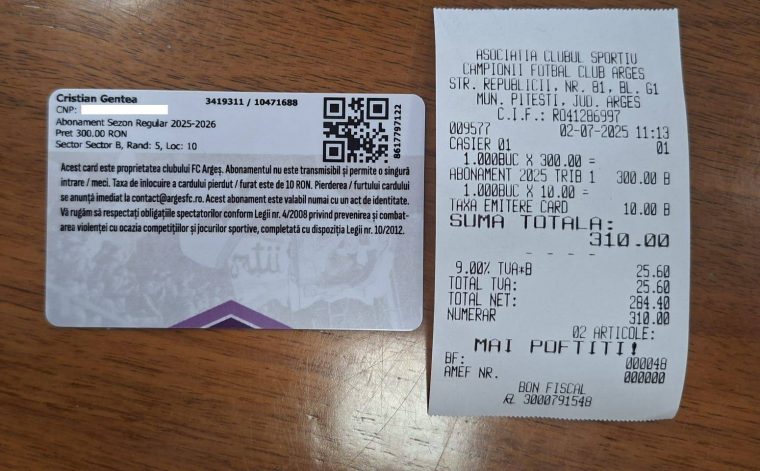 Cristian Gentea
CNP:
3419311 / 10471688
Abonament Sezon Regular 2025-2026
Pret 300.00 RON
Sector Sector B, Rand: S, Loc: 10
8617797122
Acest card este proprietatea clubului FC Argeș. Abonamentul nu este transmisibil și permite o singură
intrare / meci. Taxa de înlocuire a cardului pierdut / furat este de 10 RON. Pierderea / furtului cardului
se anunță imediat la contact@argesfc.ro. Acest abonament este valabil numai cu un act de identitate.
Vă rugăm să respectați obligațiile spectatorilor conform Legii nr. 4/2008 privind prevenirea și combat-
area violenței cu ocazia competițiilor și jocurilor sportive, completată cu dispoziția Legii nr. 10/2012.
ASOCIATIA CLUBUL SPORTIV
CAMPIONII FOTBAL CLUB ARGES
STR. REPUBLICII, NR. 81, BL. G1
MUN. PITESTI, JUD. ARGES
C.I.F.: RO41286997
009577 02-07-2025 11:13
CASIER 01 01
1.000BUC X 300.00 =
ABONAMENT 2025 TRIB 1 300.00 B
1.000BUC X 10.00 =
TAXA EMITERE CARD 10.00 B
SUMA TOTALA:
310.00
- - - -
9.00% TVA*B 25.60
TOTAL TVA: 25.60
TOTAL NET: 284.40
NUMERAR 310.00
02 ARTICOLE:
MAI POFTITI!
BF: 000048
AMEF NR. 000000
BON FISCAL
3000791548